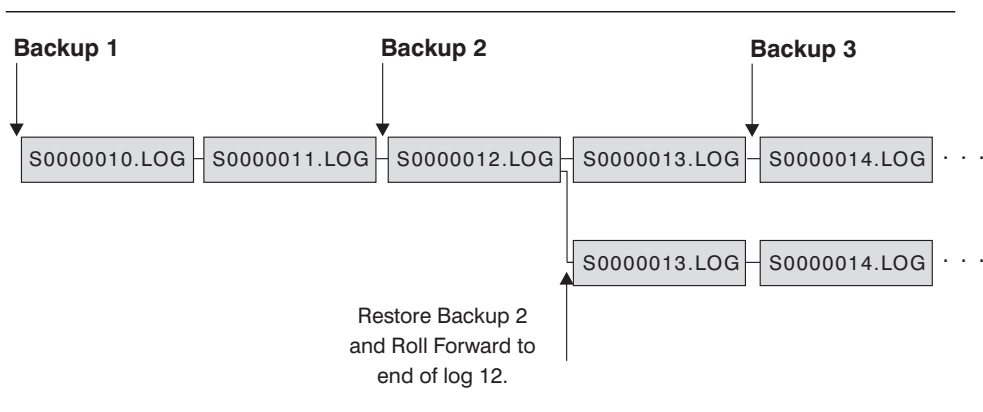 Backup 1 Backup 2 Backup 3
S0000010.LOG S0000011.LOG S0000012.LOG S0000013.LOG S0000014.LOG . . .
S0000013.LOG S0000014.LOG . . .
Restore Backup 2
and Roll Forward to
end of log 12.